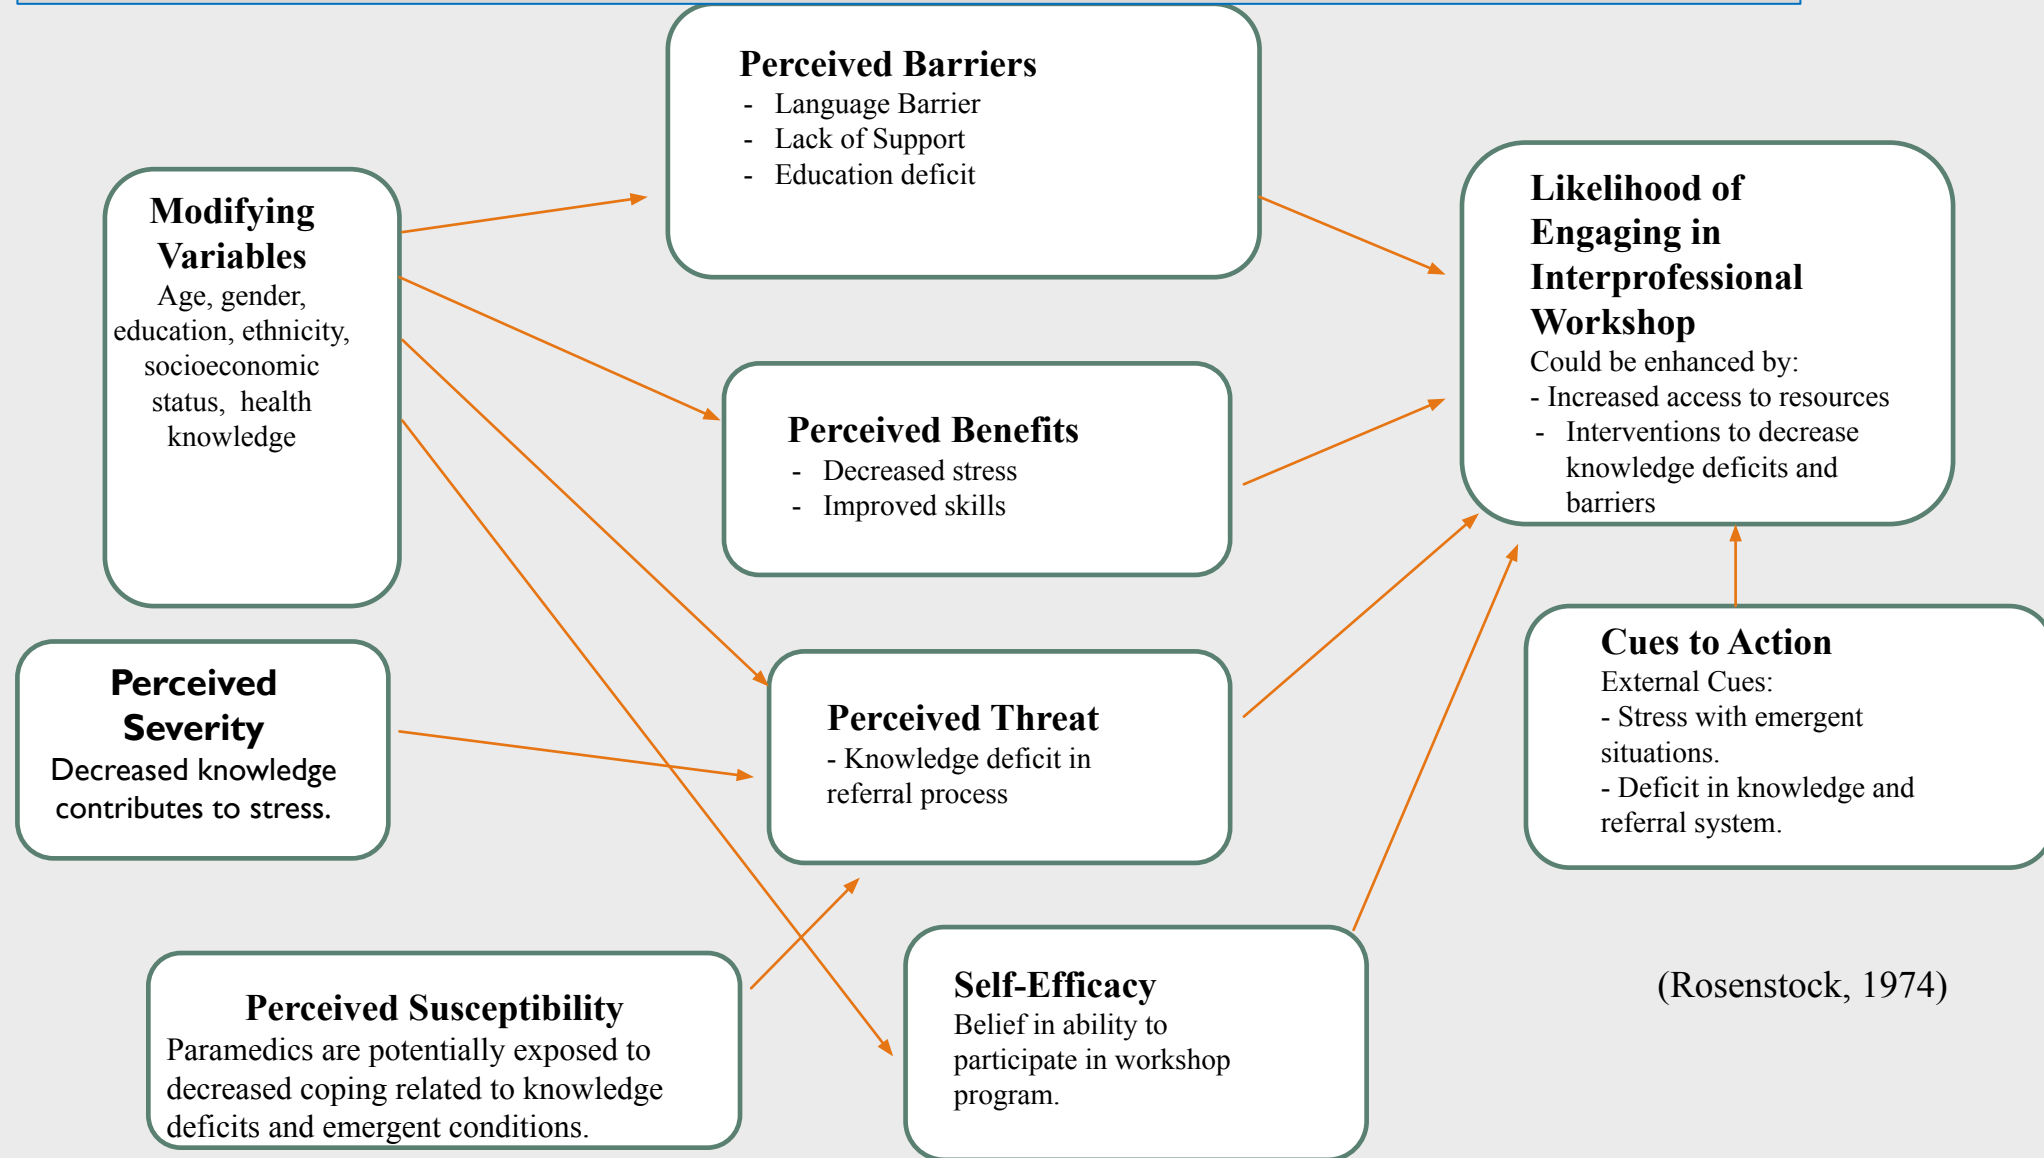 Perceived Barriers
- Language Barrier
- Lack of Support
- Education deficit
Modifying
Variables
Age, gender,
education, ethnicity,
socioeconomic
status, health
knowledge
Likelihood of
Engaging in
Interprofessional
Workshop
Could be enhanced by:
- Increased access to resources
- Interventions to decrease
knowledge deficits and
barriers
Perceived Benefits
- Decreased stress
- Improved skills
Perceived
Severity
Decreased knowledge
contributes to stress.
Perceived Threat
- Knowledge deficit in
referral process
Cues to Action
External Cues:
- Stress with emergent
situations.
- Deficit in knowledge and
referral system.
Perceived Susceptibility
Paramedics are potentially exposed to
decreased coping related to knowledge
deficits and emergent conditions.
Self-Efficacy
Belief in ability to
participate in workshop
program.
(Rosenstock, 1974)